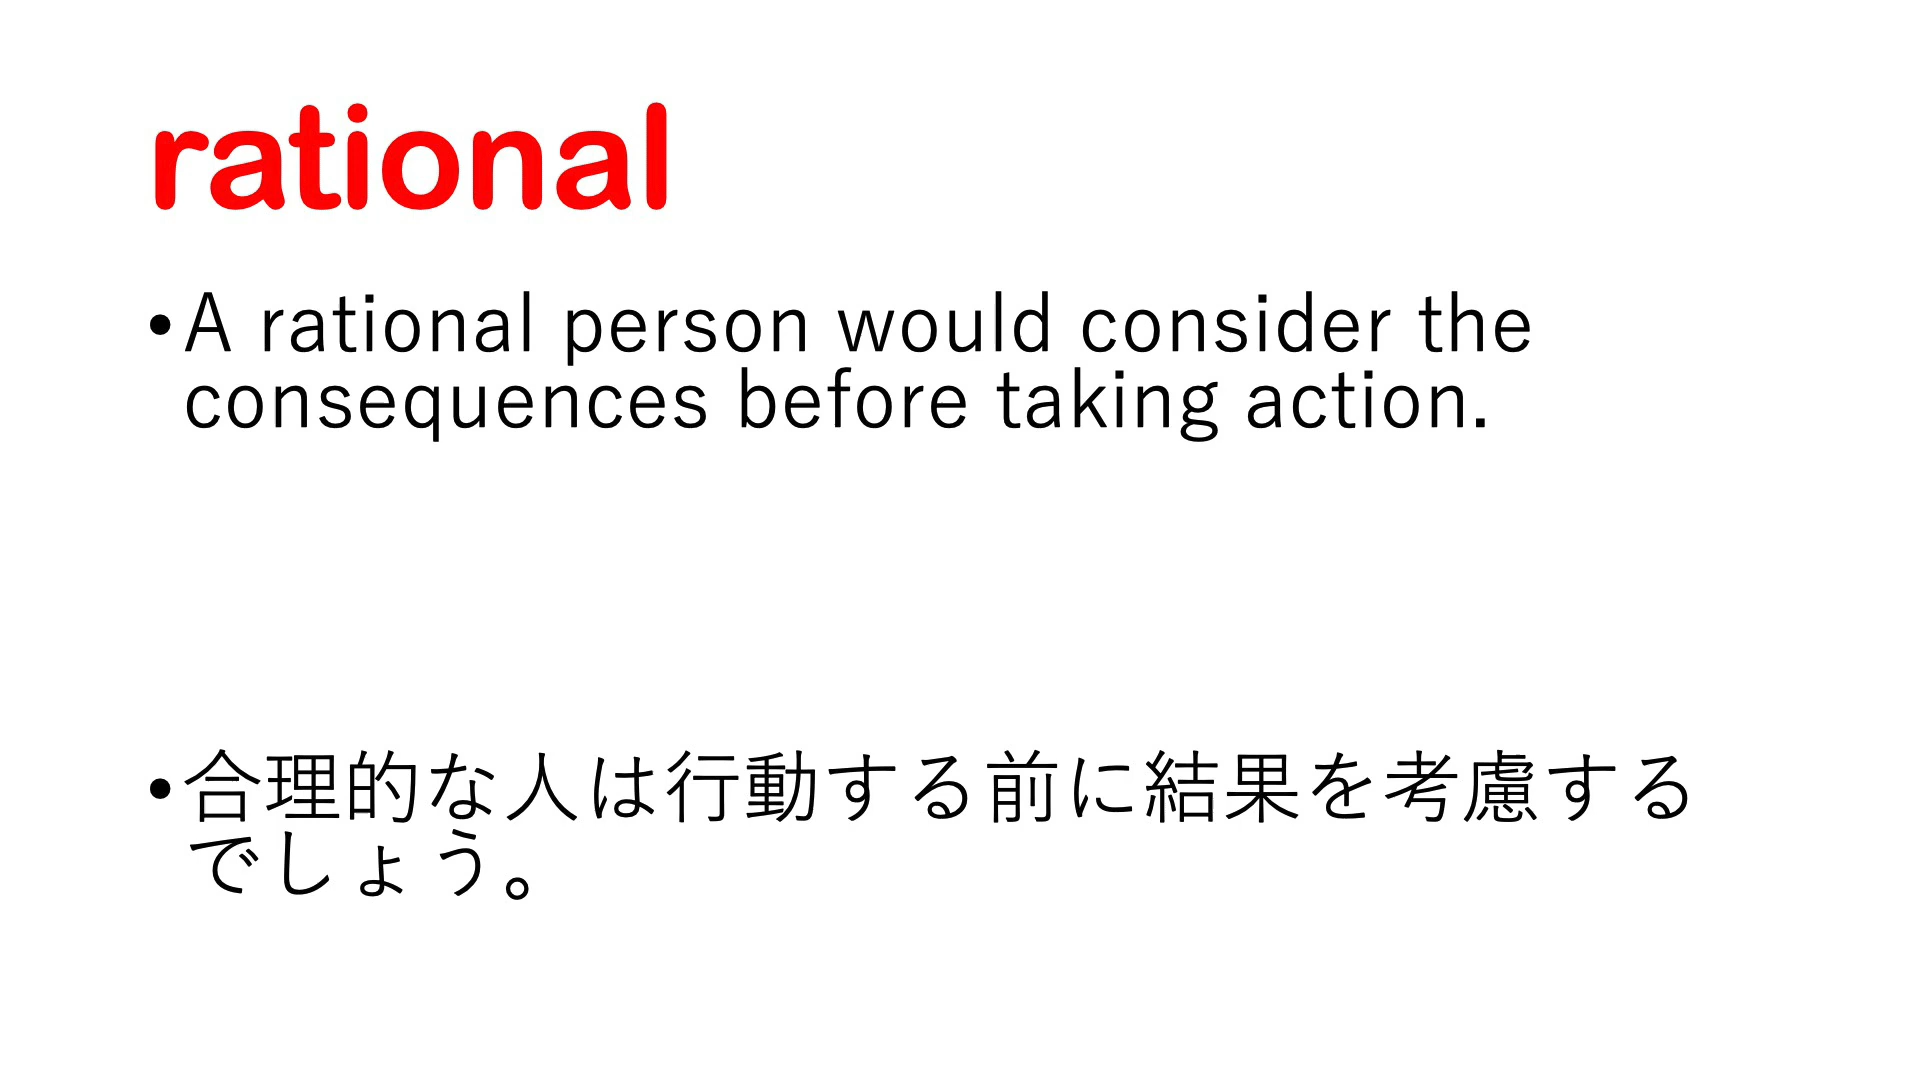 rational
•A rational person would consider the
consequences before taking action.
•合理的な人は行動する前に結果を考慮する
でしょう。